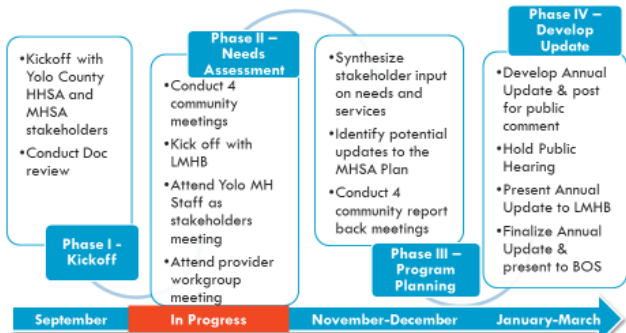 •Kickoff with
Yolo County
HHSA and
MHSA
stakeholders
•Conduct Doc
review
Phase I -
Kickoff
Phase II –
Needs
Assessment
•Conduct 4
community
meetings
•Kick off with
LMHB
•Attend Yolo MH
Staff as
stakeholders
meeting
•Attend provider
workgroup
meeting
•Synthesize
stakeholder input
on needs and
services
•Identify potential
updates to the
MHSA Plan
•Conduct 4
community report
back meetings
Phase III –
Program
Planning
Phase IV –
Develop
Update
•Develop Annual
Update & post
for public
comment
•Hold Public
Hearing
•Present Annual
Update to LMHB
•Finalize Annual
Update &
present to BOS
September
In Progress
November-December
January-March